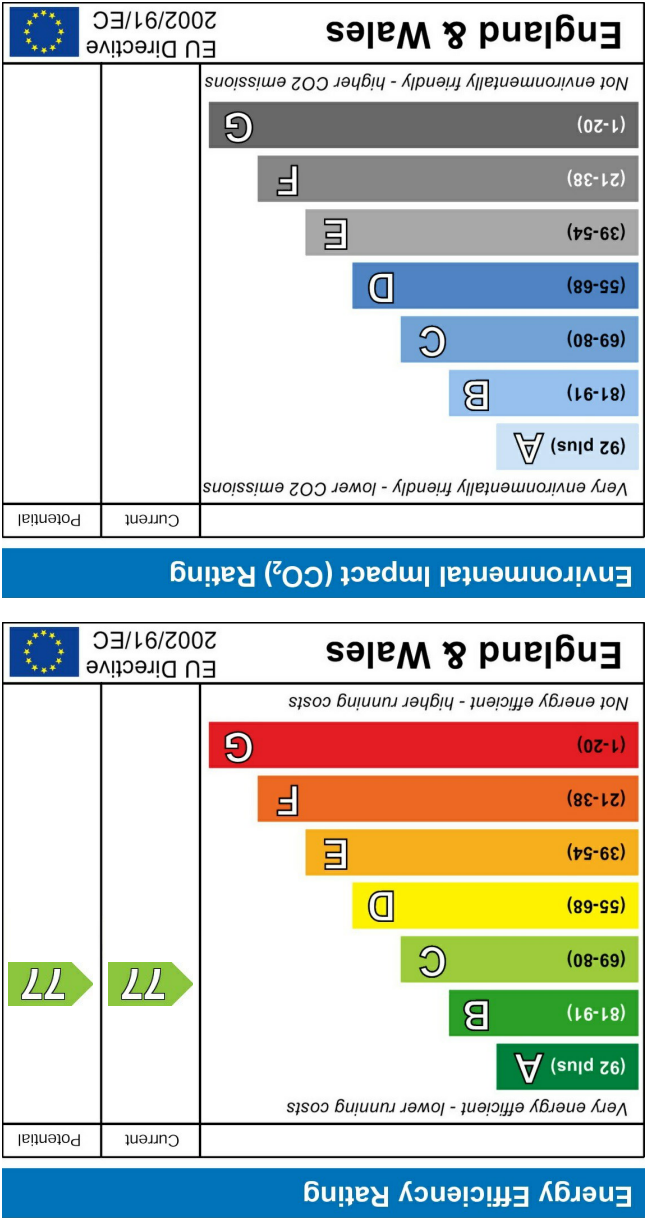 Energy Efficiency Rating
Current Potential
Very energy efficient - lower running costs
(92 plus) A
(81-91) B
(69-80) C
77 77
(55-68) D
(39-54) E
(21-38) F
(1-20) G
Not energy efficient - higher running costs
England & Wales
EU Directive
2002/91/EC
Environmental Impact (CO₂) Rating
Current Potential
Very environmentally friendly - lower CO2 emissions
(92 plus) A
(81-91) B
(69-80) C
(55-68) D
(39-54) E
(21-38) F
(1-20) G
Not environmentally friendly - higher CO2 emissions
England & Wales
EU Directive
2002/91/EC